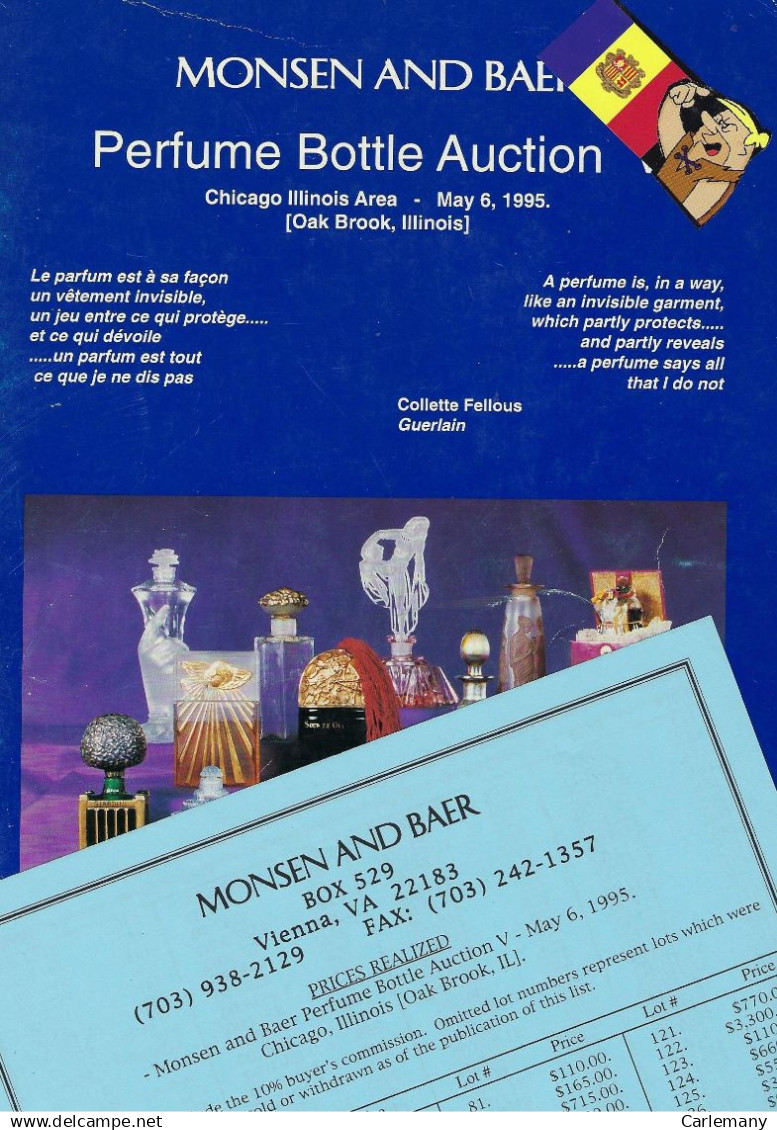 MONSEN AND BAE
Perfume Bottle Auction
Chicago Illinois Area - May 6, 1995.
[Oak Brook, Illinois]
Le parfum est à sa façon
un vêtement invisible,
un jeu entre ce qui protège.....
et ce qui dévoile
.....un parfum est tout
ce que je ne dis pas
A perfume is, in a way,
like an invisible garment,
which partly protects.....
and partly reveals
.....a perfume says all
that I do not
Collette Fellous
Guerlain
MONSEN AND BAER
BOX 529
Vienna, VA 22183
(703) 938-2129 FAX: (703) 242-1357
PRICES REALIZED
- Monsen and Baer Perfume Bottle Auction V - May 6, 1995.
Chicago, Illinois [Oak Brook, IL].
de the 10% buyer's commission. Omitted lot numbers represent lots which were
old or withdrawn as of the publication of this list.
Lot # Price Lot # Price
81. $110.00. 121. $770.0
$165.00. 122. $3,300.
$715.00. 123. $110
124. $66
125. $5
delcampe.net
Carlemany